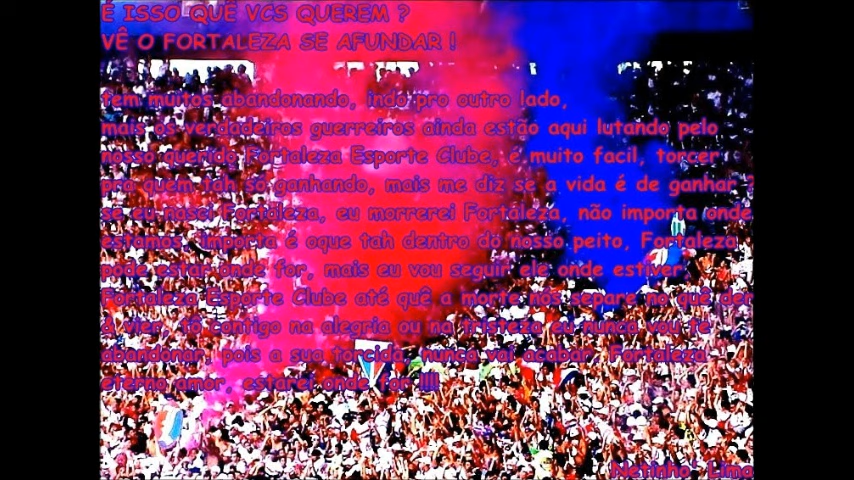 É ISSO QUÊ VCS QUEREM ?
VÊ O FORTALEZA SE AFUNDAR !
tem muitos abandonando, indo pro outro lado,
mais os verdadeiros guerreiros ainda estão aqui lutando pelo
nosso querido Fortaleza Esporte Clube, é muito facil, torcer
pra quem tah só ganhando, mais me diz se a vida é de ganhar ?
se eu nasci Fortaleza, eu morrerei Fortaleza, não importa onde
estamos, importa é oque tah dentro do nosso peito, Fortaleza
pode estar onde for, mais eu vou seguir ele onde estiver
Fortaleza Esporte Clube até quê a morte nos separe no quê der
á vier, tô contigo na alegria ou na tristeza eu nunca vou te
abandonar, pois a sua torcida, nunca vai acabar, Fortaleza
eterno amor, estarei onde for !!!!
Netinho' Lima